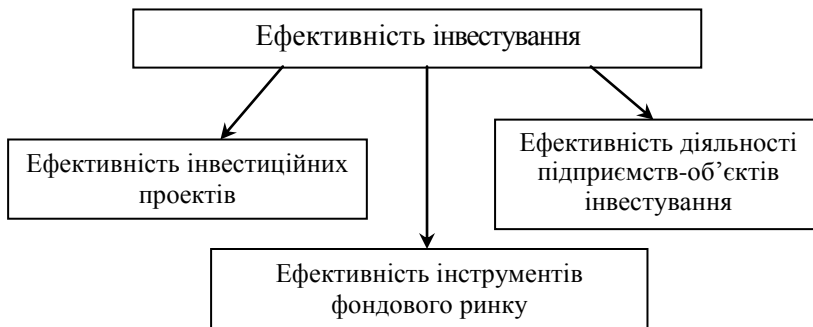 Ефективність інвестування
Ефективність інвестиційних
проектів
Ефективність діяльності
підприємств-об’єктів
інвестування
Ефективність інструментів
фондового ринку